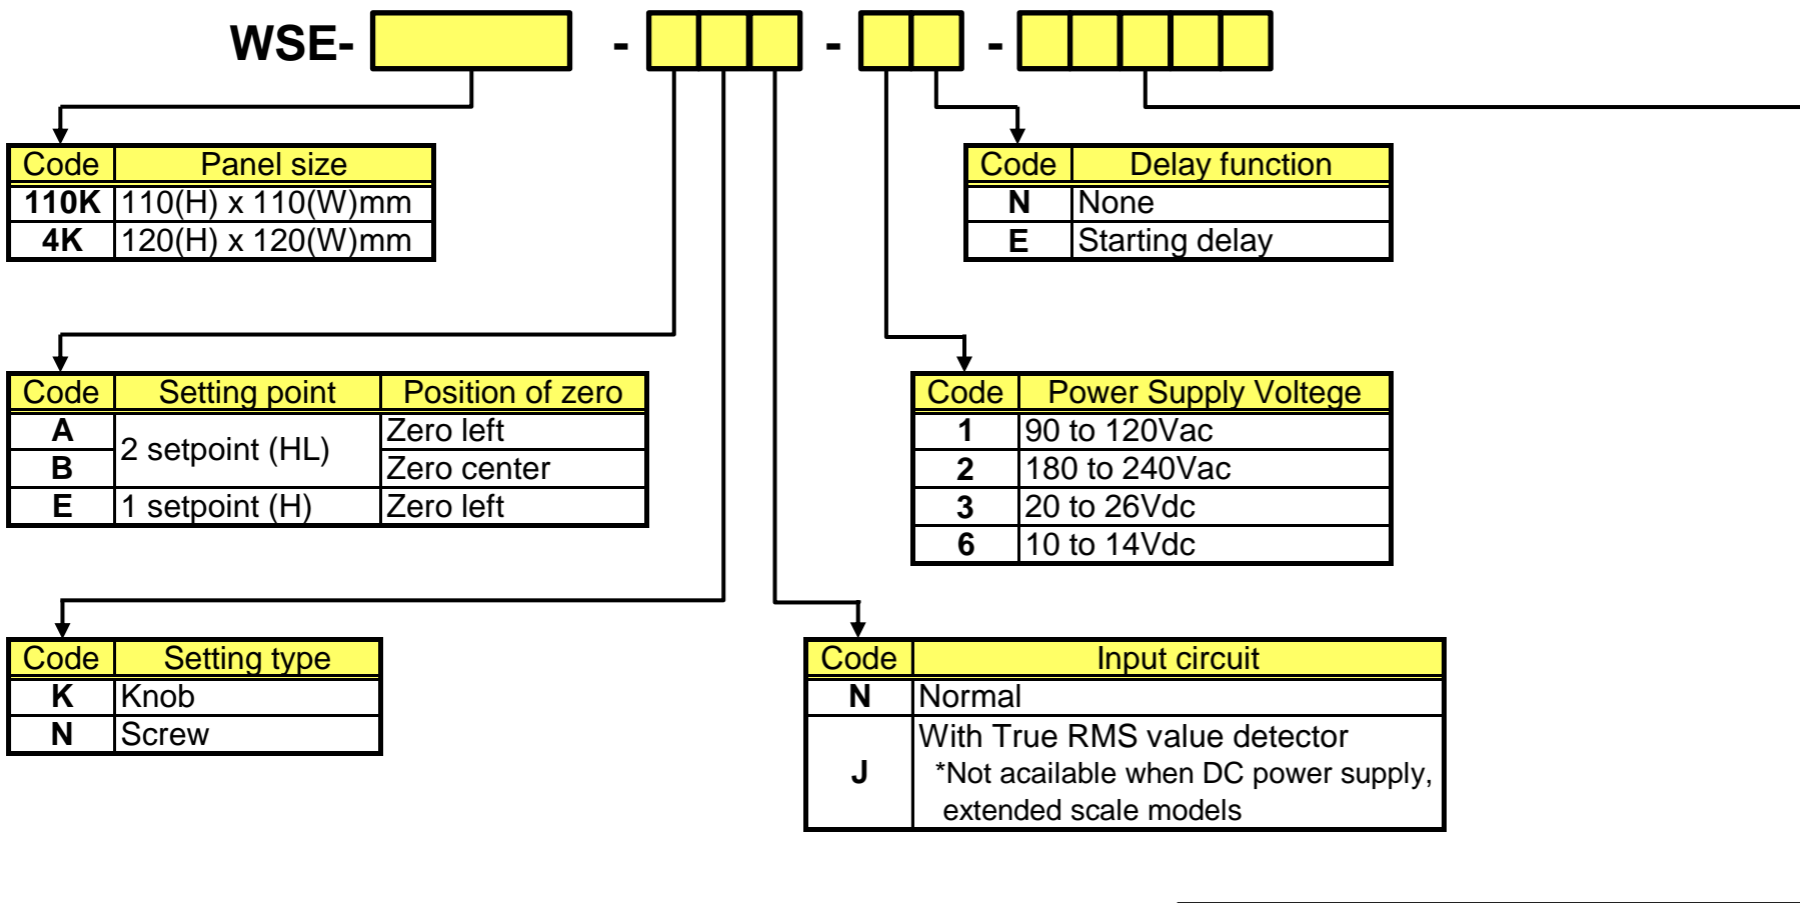 WSE- - - -
Code Panel size
110K 110(H) x 110(W)mm
4K 120(H) x 120(W)mm
Code Delay function
N None
E Starting delay
Code Setting point Position of zero
A 2 setpoint (HL) Zero left
B Zero center
E 1 setpoint (H) Zero left
Code Power Supply Voltege
1 90 to 120Vac
2 180 to 240Vac
3 20 to 26Vdc
6 10 to 14Vdc
Code Setting type
K Knob
N Screw
Code Input circuit
N Normal
J With True RMS value detector
*Not acailable when DC power supply,
extended scale models